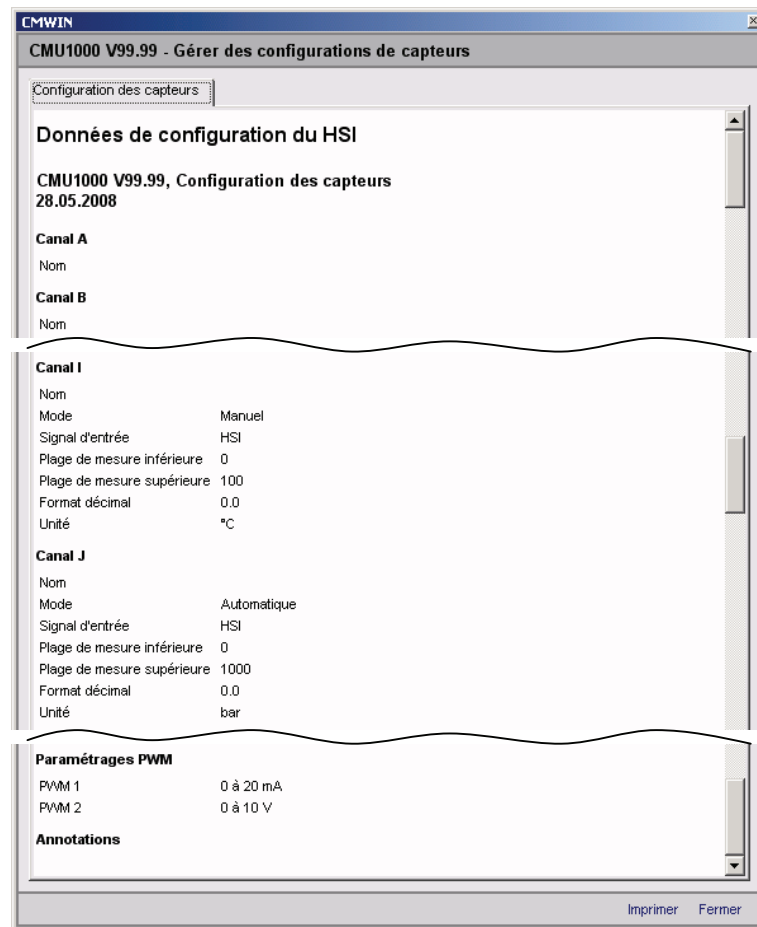 CMWIN
CMU1000 V99.99 - Gérer des configurations de capteurs
Configuration des capteurs
Données de configuration du HSI
CMU1000 V99.99, Configuration des capteurs
28.05.2008
Canal A
Nom
Canal B
Nom
Canal I
Nom
Mode Manuel
Signal d'entrée HSI
Plage de mesure inférieure 0
Plage de mesure supérieure 100
Format décimal 0.0
Unité °C
Canal J
Nom
Mode Automatique
Signal d'entrée HSI
Plage de mesure inférieure 0
Plage de mesure supérieure 1000
Format décimal 0.0
Unité bar
Paramétrages PWM
PWM 1 0 à 20 mA
PWM 2 0 à 10 V
Annotations
Imprimer Fermer